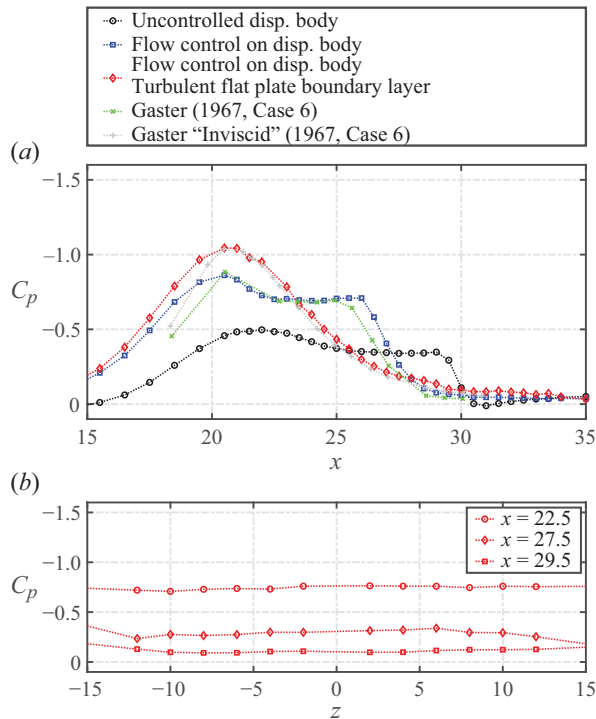 Uncontrolled disp. body
Flow control on disp. body
Flow control on disp. body
Turbulent flat plate boundary layer
Gaster (1967, Case 6)
Gaster “Inviscid” (1967, Case 6)
(a)
−1.5
−1.0
Cp
−0.5
0
15 20 25 30 35
x
(b)
−1.5
x = 22.5
x = 27.5
x = 29.5
−1.0
Cp
−0.5
0
−15 −10 −5 0 5 10 15
z